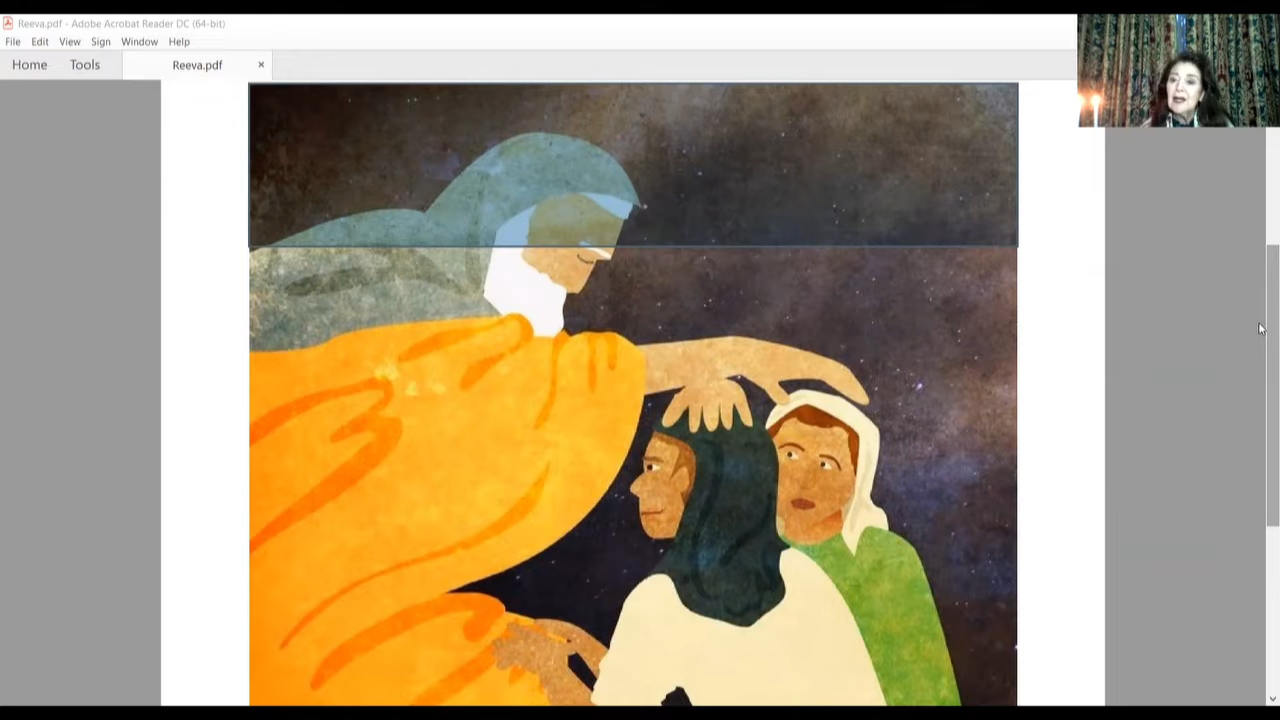 Reeva.pdf - Adobe Acrobat Reader DC (64-bit)
File Edit View Sign Window Help
Home Tools Reeva.pdf ×